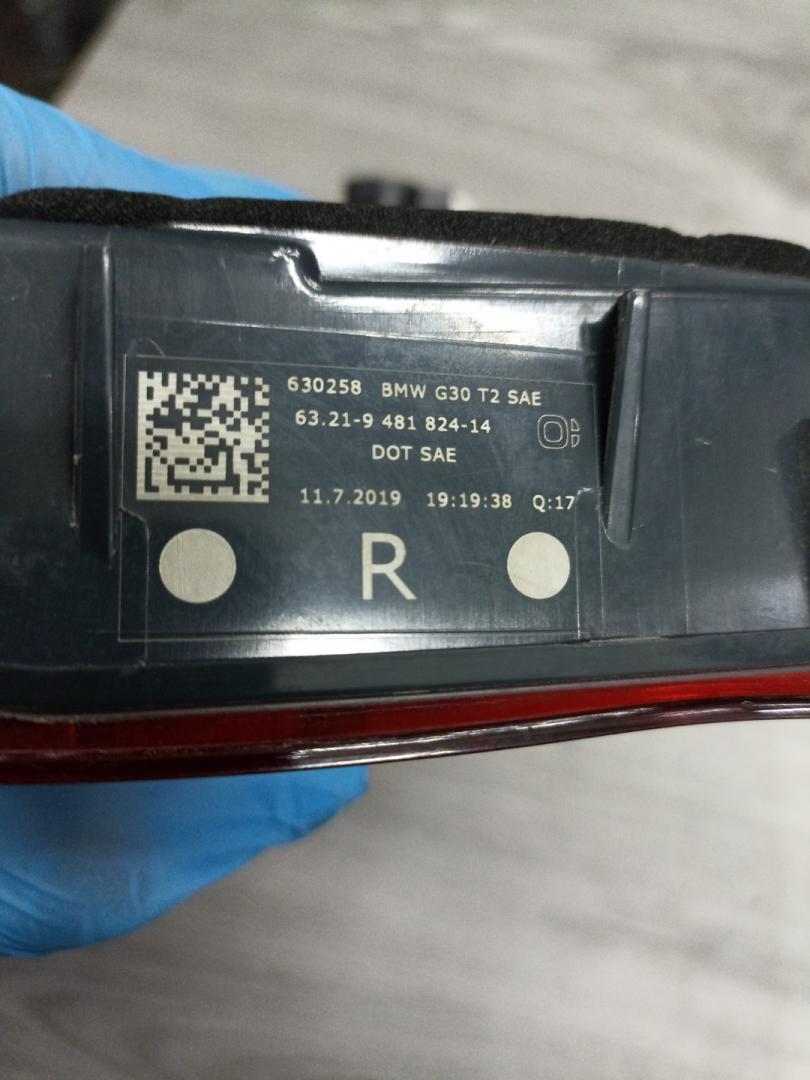 630258 BMW G30 T2 SAE
63.21-9 481 824-14
DOT SAE
11.7.2019 19:19:38 Q:17
R